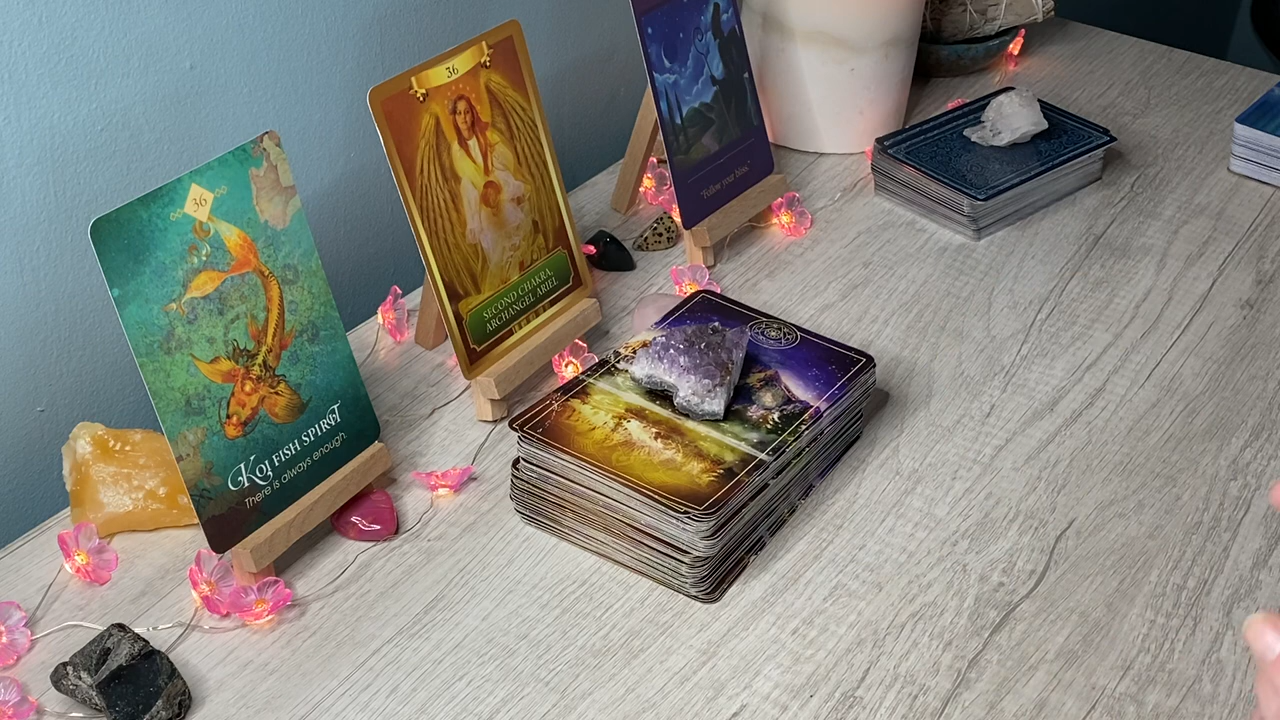 36
KOI FISH SPIRIT
There is always enough.
36
SECOND CHAKRA,
ARCHANGEL ARIEL
"Follow your bliss."